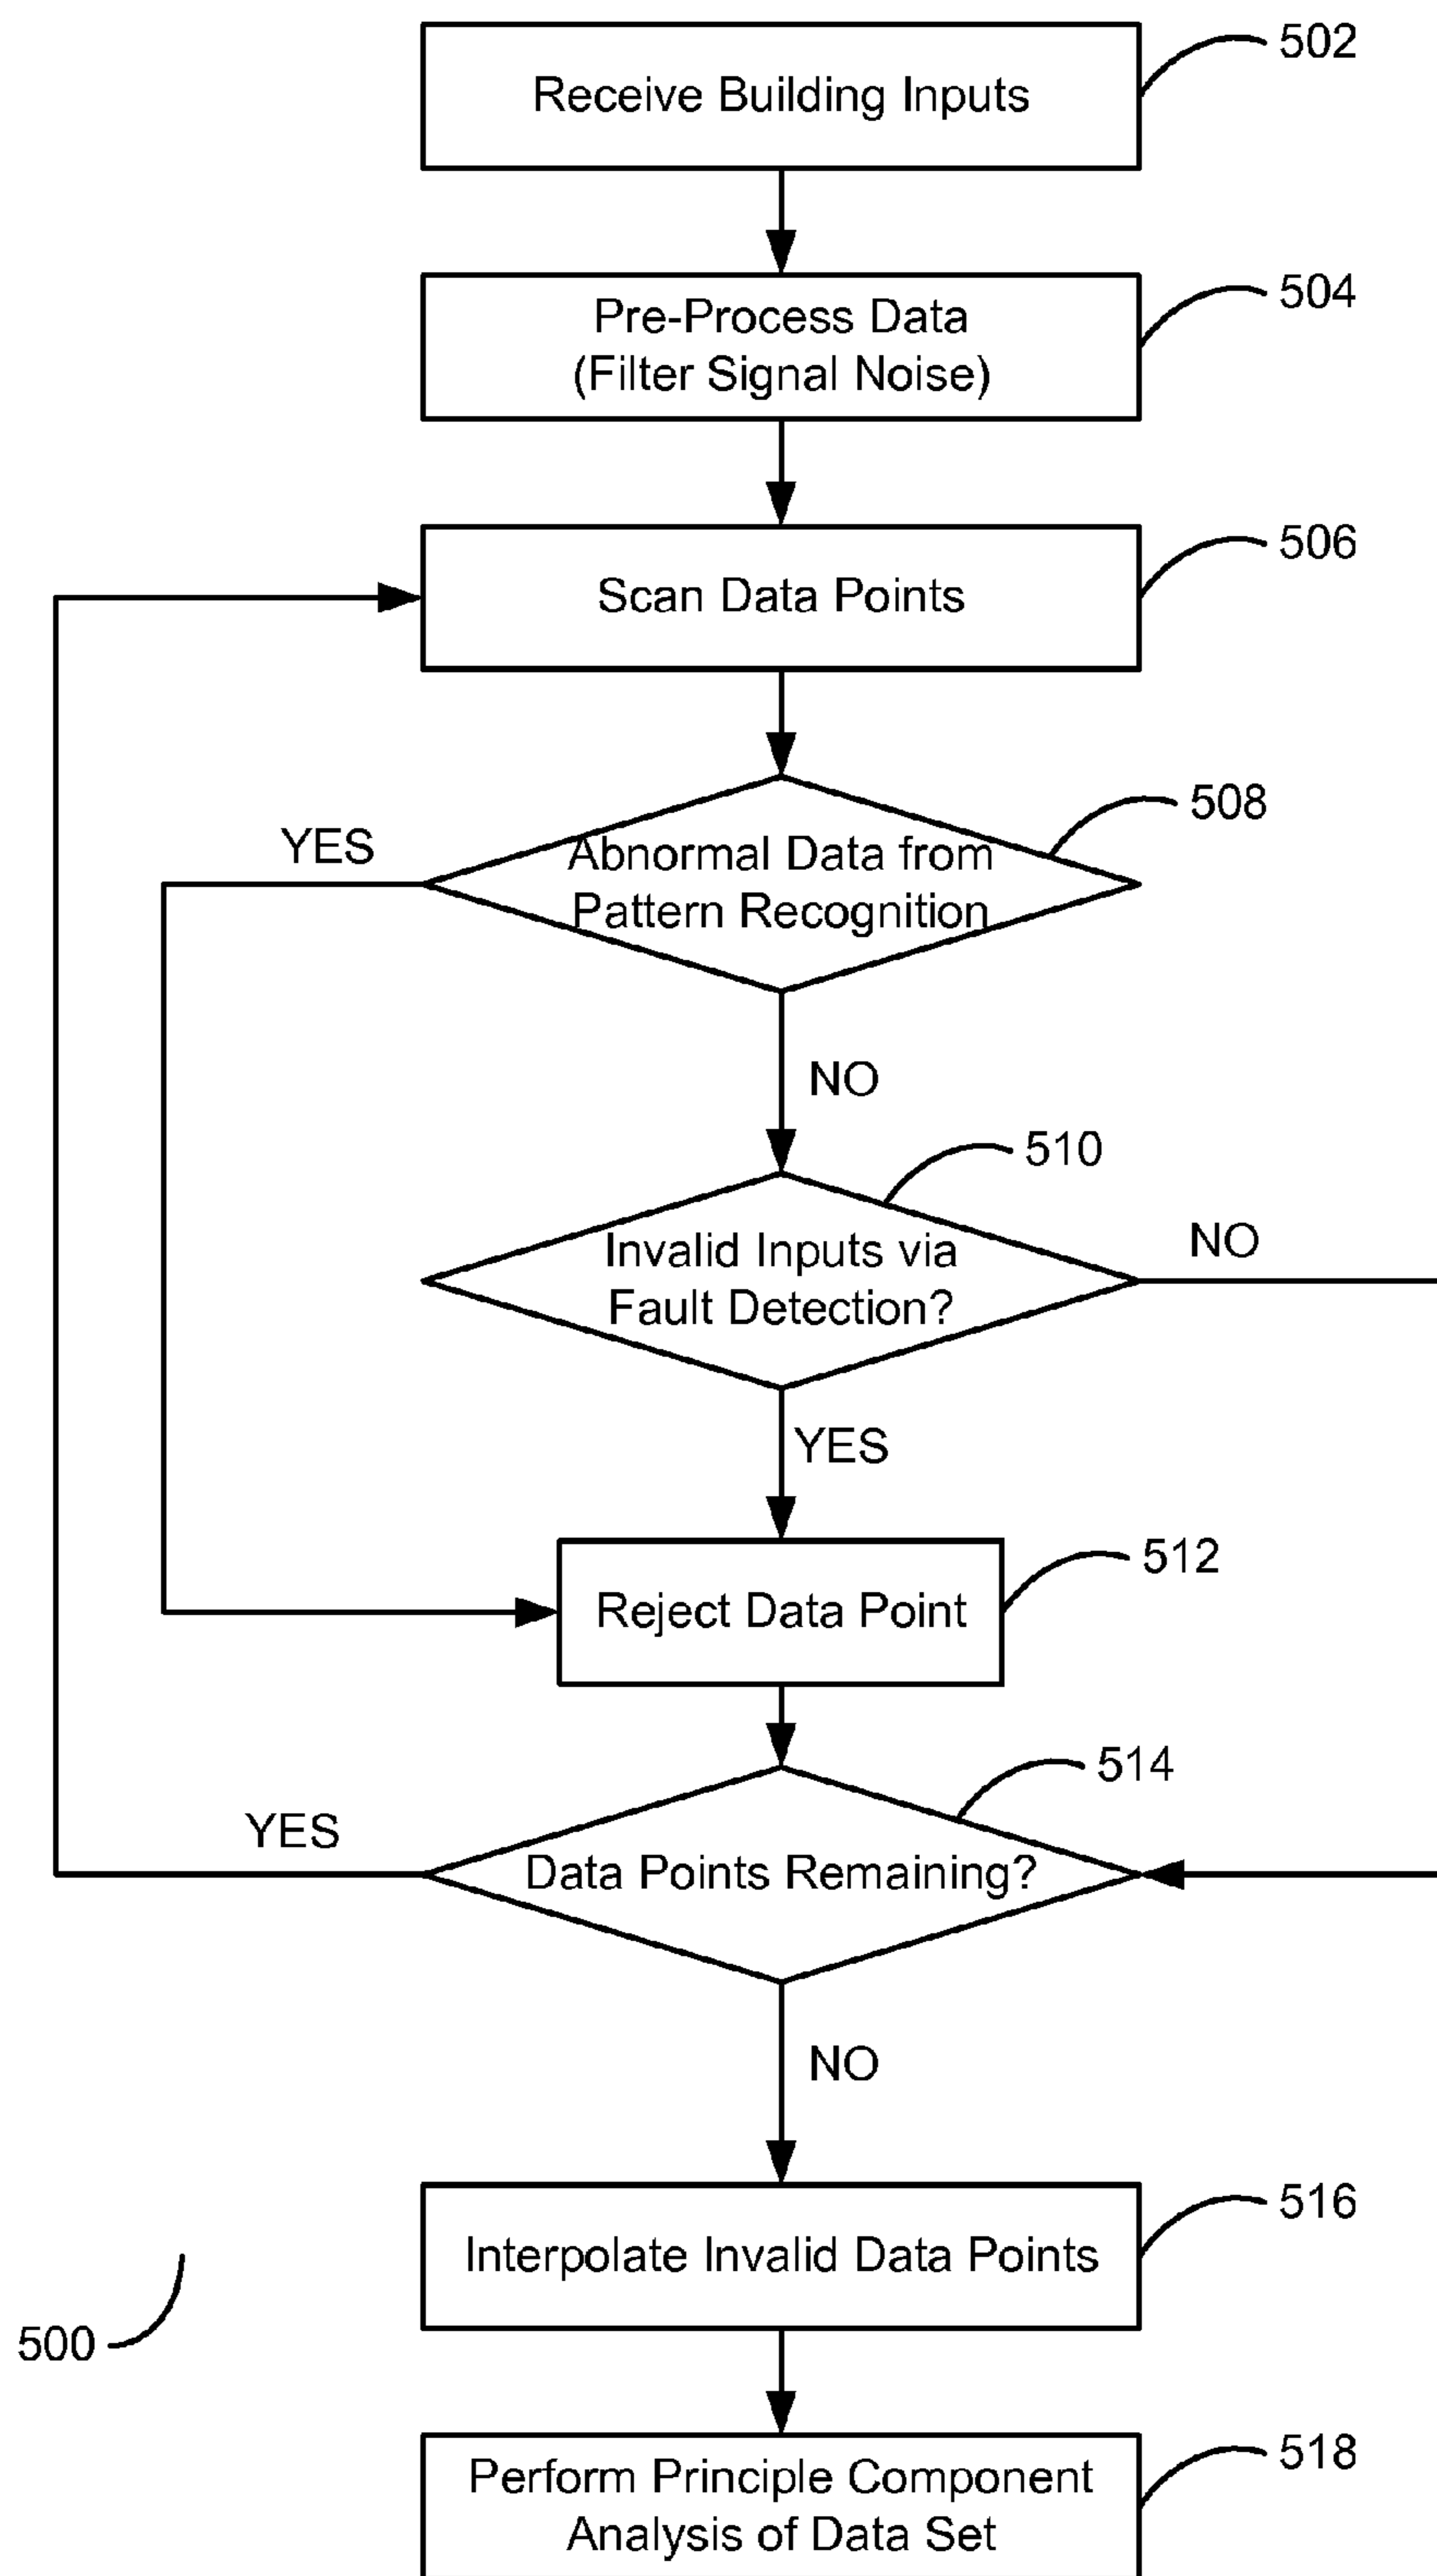 502
Receive Building Inputs
504
Pre-Process Data
(Filter Signal Noise)
506
Scan Data Points
508
YES
Abnormal Data from
Pattern Recognition
NO
510
NO
Invalid Inputs via
Fault Detection?
YES
512
Reject Data Point
514
YES
Data Points Remaining?
NO
516
Interpolate Invalid Data Points
500
518
Perform Principle Component
Analysis of Data Set